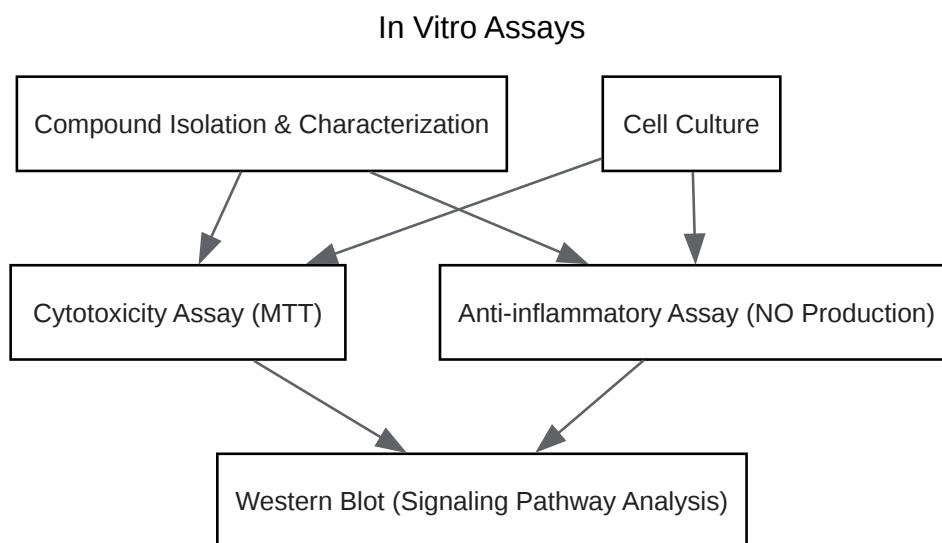 In Vitro Assays
Compound Isolation & Characterization
Cell Culture
Cytotoxicity Assay (MTT)
Anti-inflammatory Assay (NO Production)
Western Blot (Signaling Pathway Analysis)